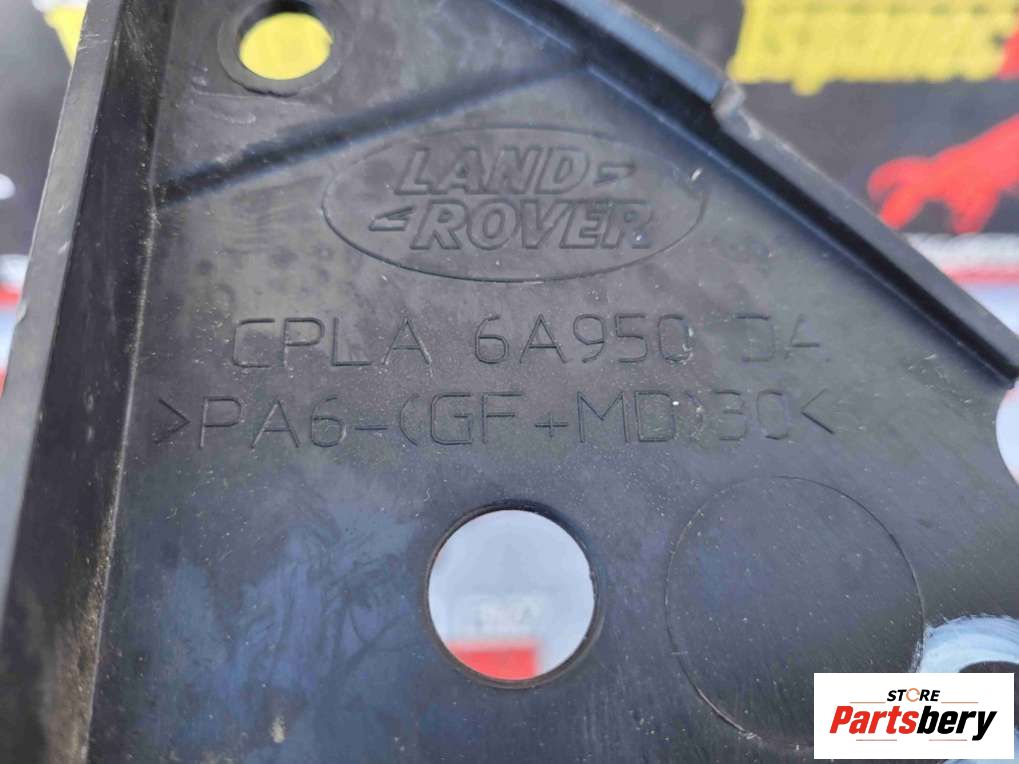 LAND
ROVER
CPLA 6A950 DA
>PA6-(GF+MD)30<
STORE
Partsbery